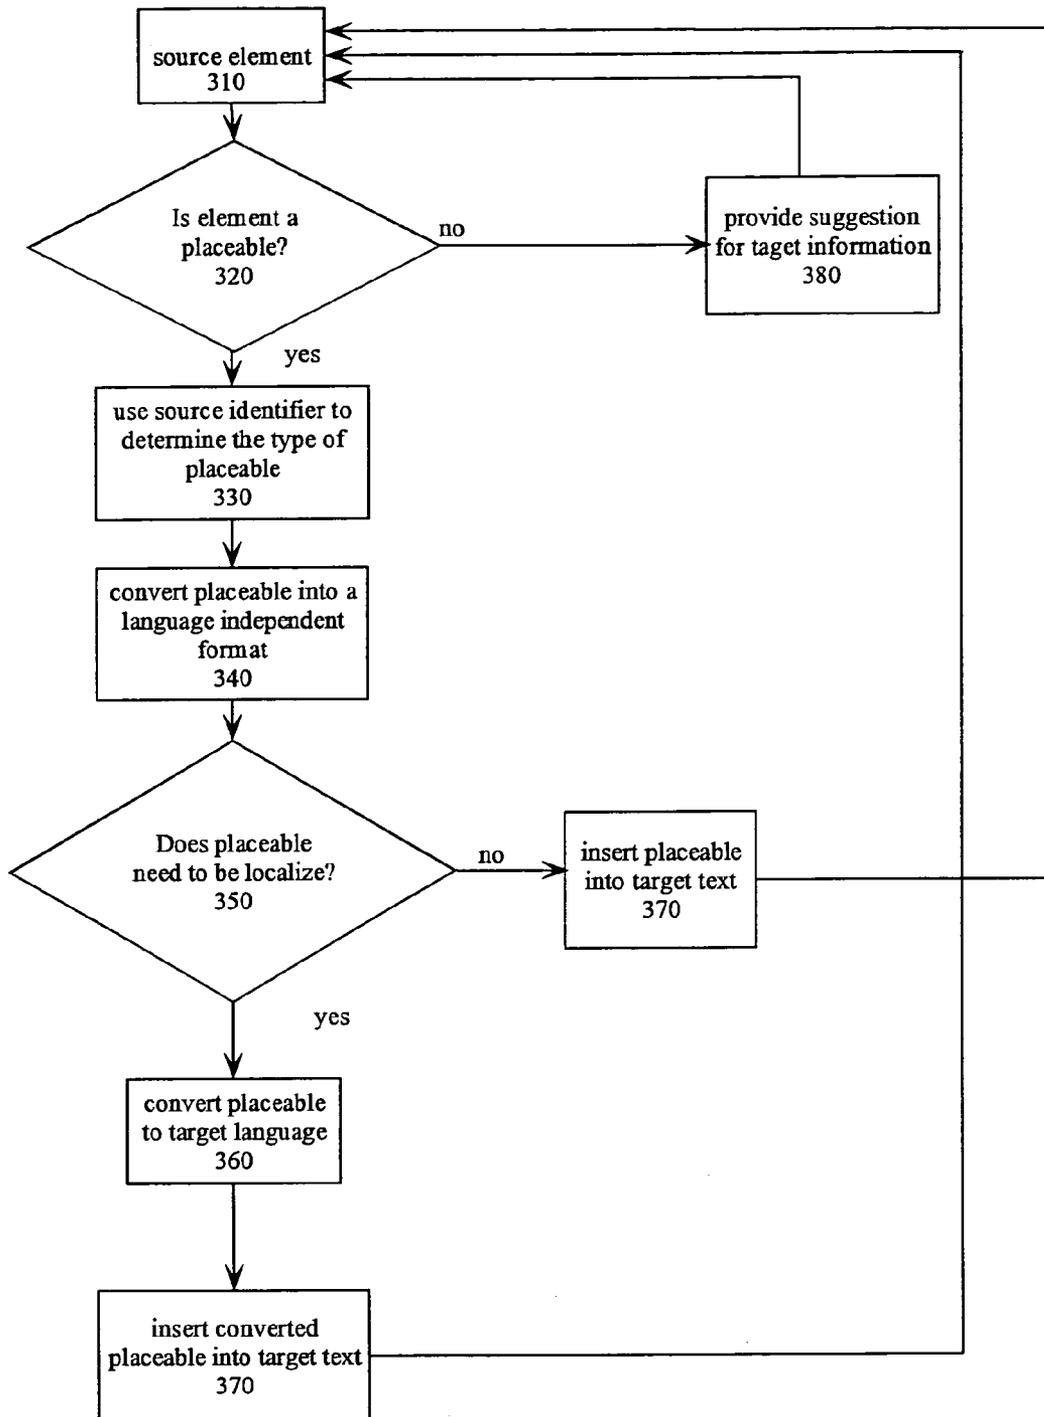 source element
310
Is element a
placeable?
320
no
provide suggestion
for taget information
380
yes
use source identifier to
determine the type of
placeable
330
convert placeable into a
language independent
format
340
Does placeable
need to be localize?
350
no
insert placeable
into target text
370
yes
convert placeable
to target language
360
insert converted
placeable into target text
370